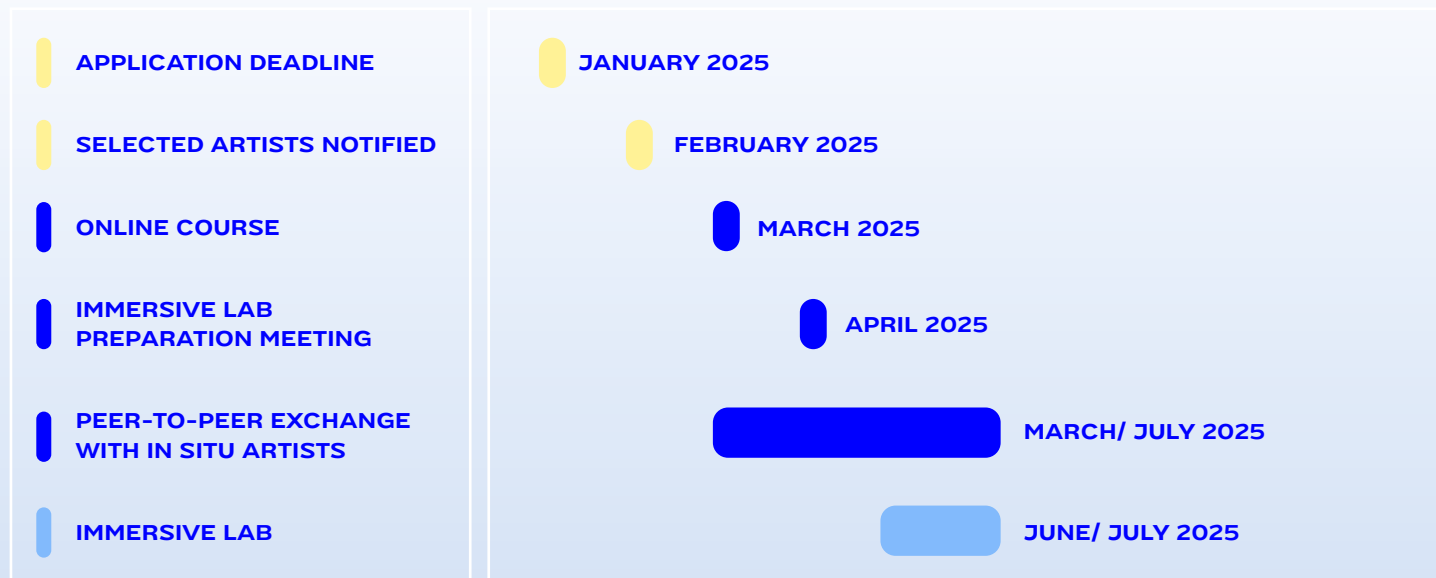 APPLICATION DEADLINE
JANUARY 2025
SELECTED ARTISTS NOTIFIED
FEBRUARY 2025
ONLINE COURSE
MARCH 2025
IMMERSIVE LAB
PREPARATION MEETING
APRIL 2025
PEER-TO-PEER EXCHANGE
WITH IN SITU ARTISTS
MARCH/ JULY 2025
IMMERSIVE LAB
JUNE/ JULY 2025